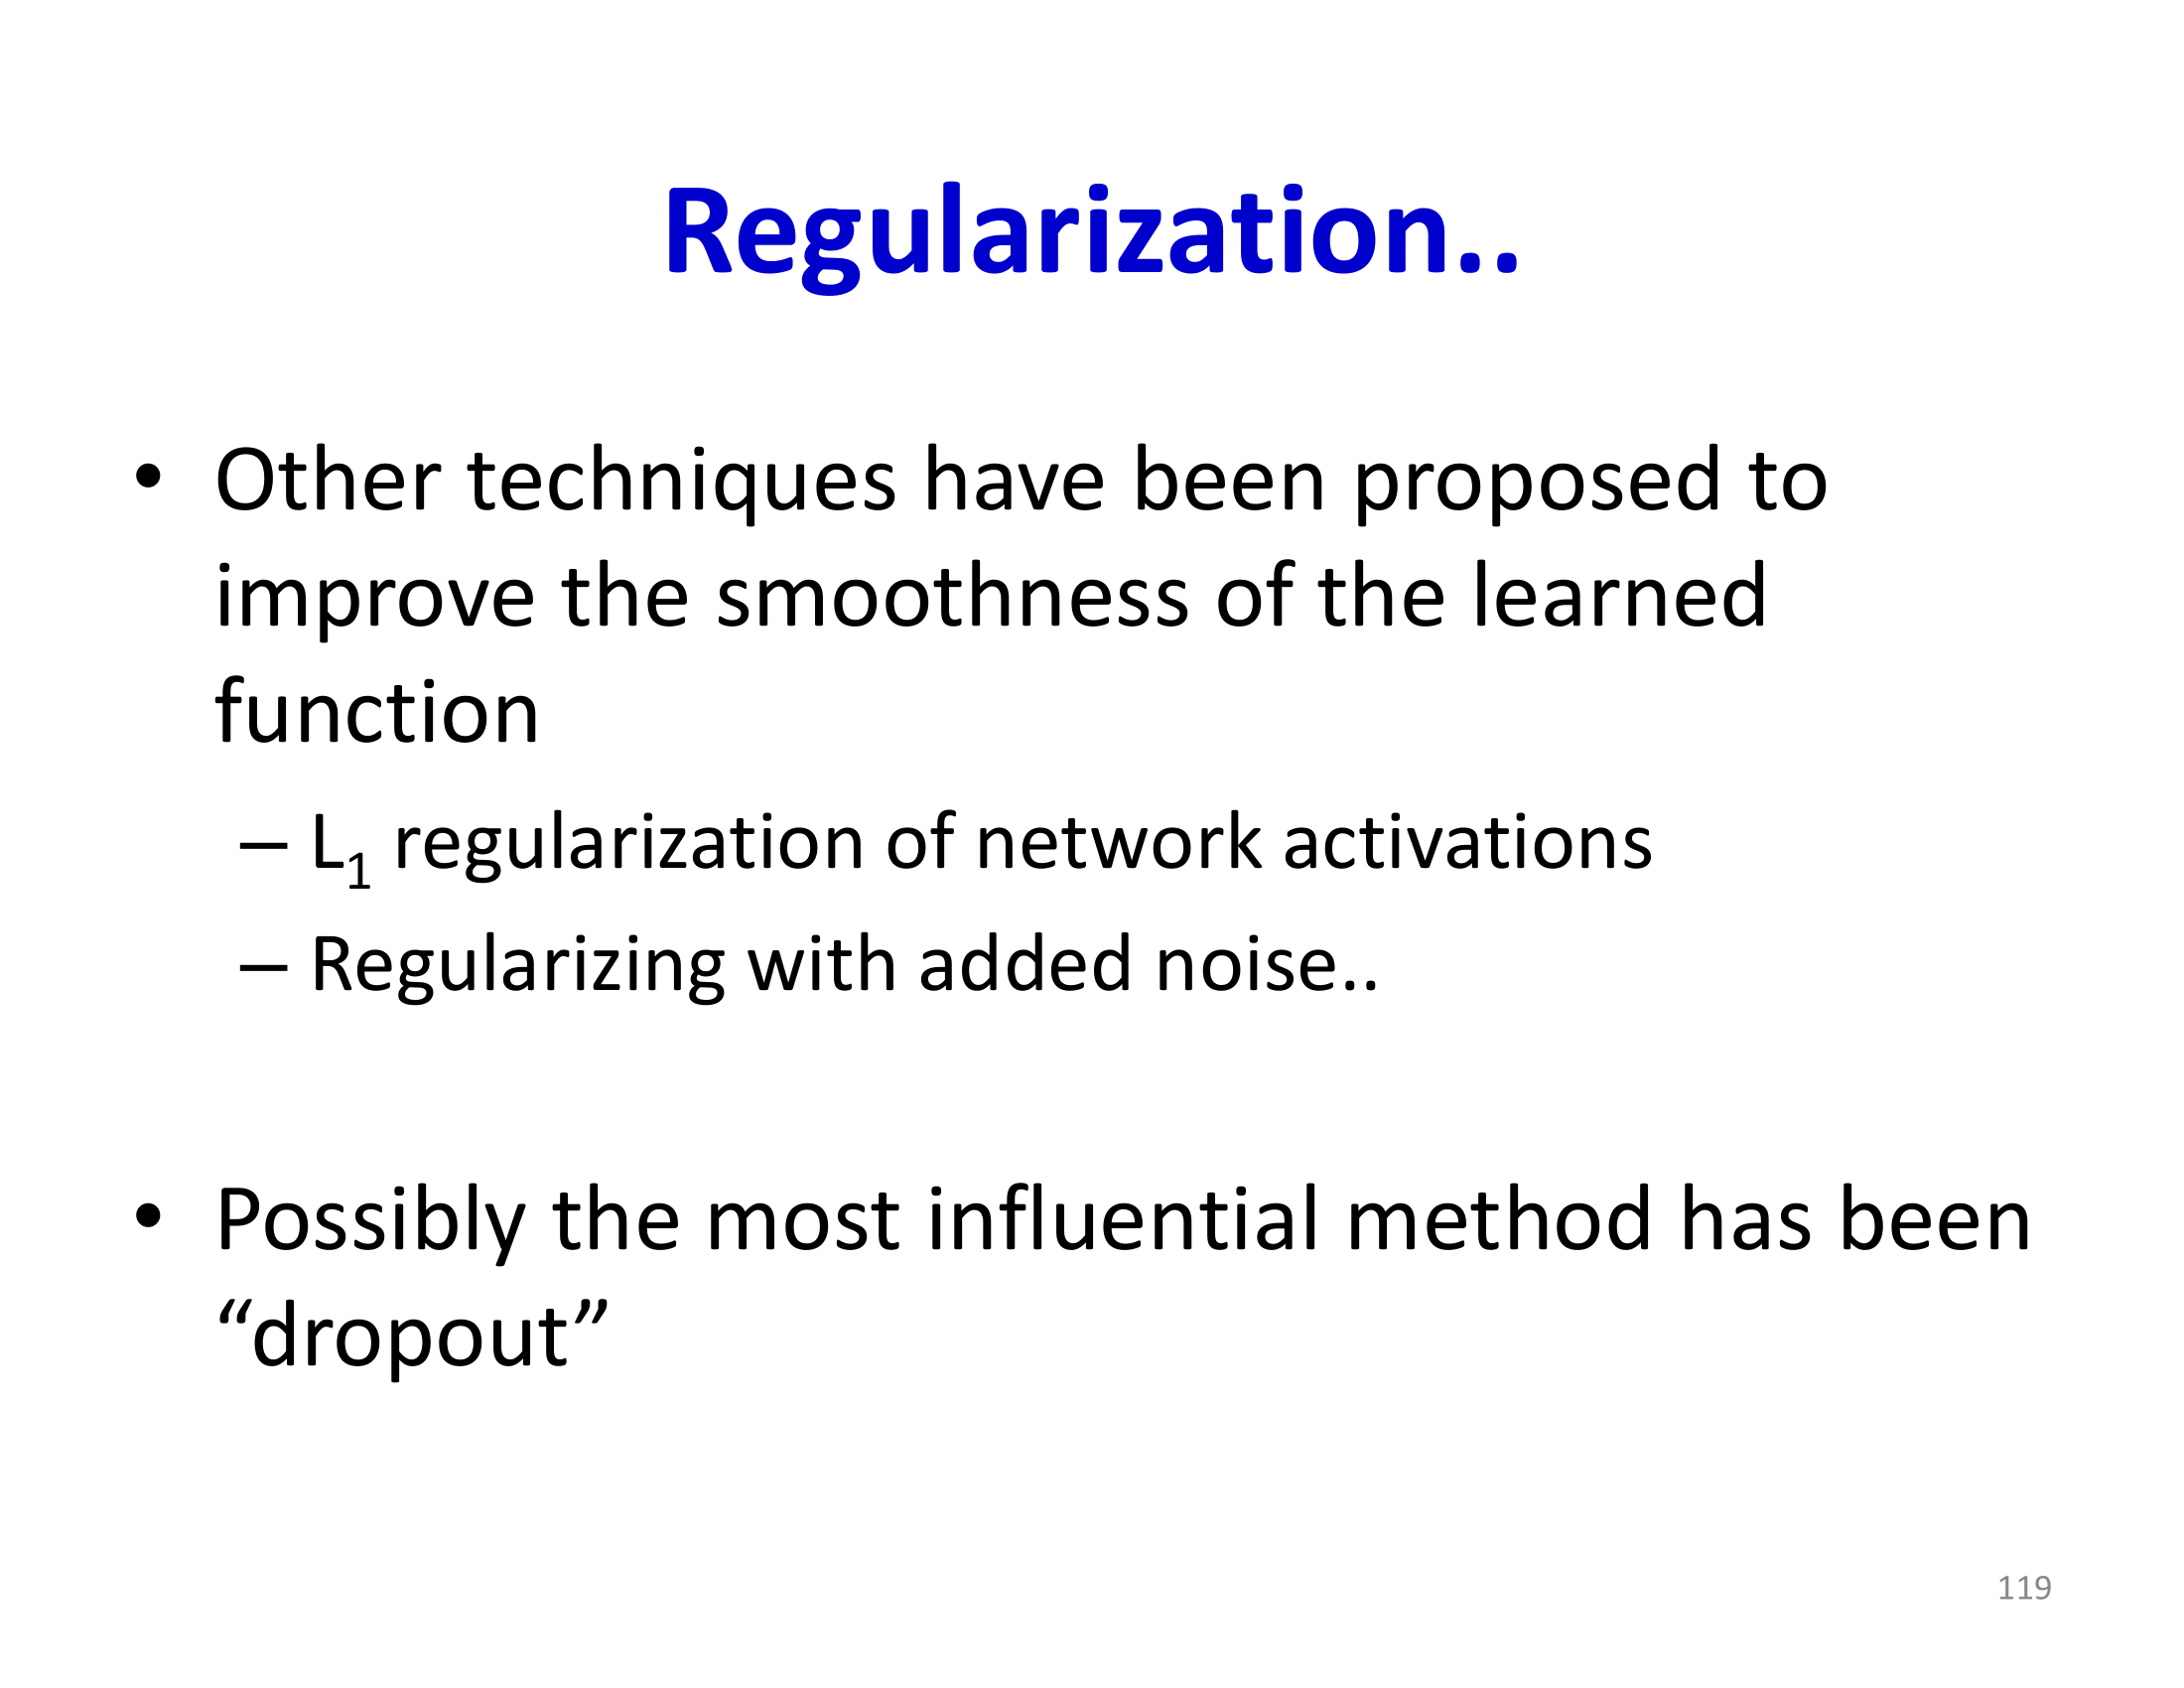 Regularization..
• Other techniques have been proposed to
improve the smoothness of the learned
function
– L₁ regularization of network activations
– Regularizing with added noise..
• Possibly the most influential method has been
“dropout”
119